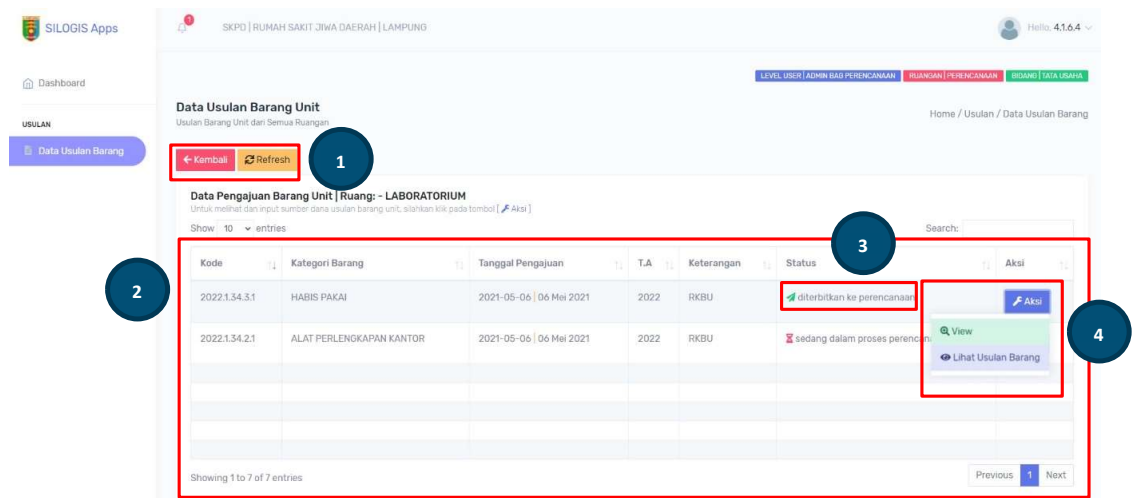 SILOGIS Apps
1
SKPD | RUMAH SAKIT JIWA DAERAH | LAMPUNG
Hello, 4.1.6.4
Dashboard
LEVEL USER | ADMIN BAG PERENCANAAN
RUANGAN | PERENCANAAN
BIDANG | TATA USAHA
USULAN
Data Usulan Barang
Data Usulan Barang Unit
Usulan Barang Unit dari Semua Ruangan
Home / Usulan / Data Usulan Barang
Kembali
Refresh
1
Data Pengajuan Barang Unit | Ruang: - LABORATORIUM
Untuk melihat dan input sumber dana usulan barang unit, silahkan klik pada tombol [ Aksi ]
Show 10 entries
Search:
3
2
Kode Kategori Barang Tanggal Pengajuan T.A Keterangan Status Aksi
2022.1.34.3.1 HABIS PAKAI 2021-05-06 | 06 Mei 2021 2022 RKBU diterbitkan ke perencanaan Aksi
View
4
2022.1.34.2.1 ALAT PERLENGKAPAN KANTOR 2021-05-06 | 06 Mei 2021 2022 RKBU sedang dalam proses perencan
Lihat Usulan Barang
Showing 1 to 7 of 7 entries
Previous 1 Next